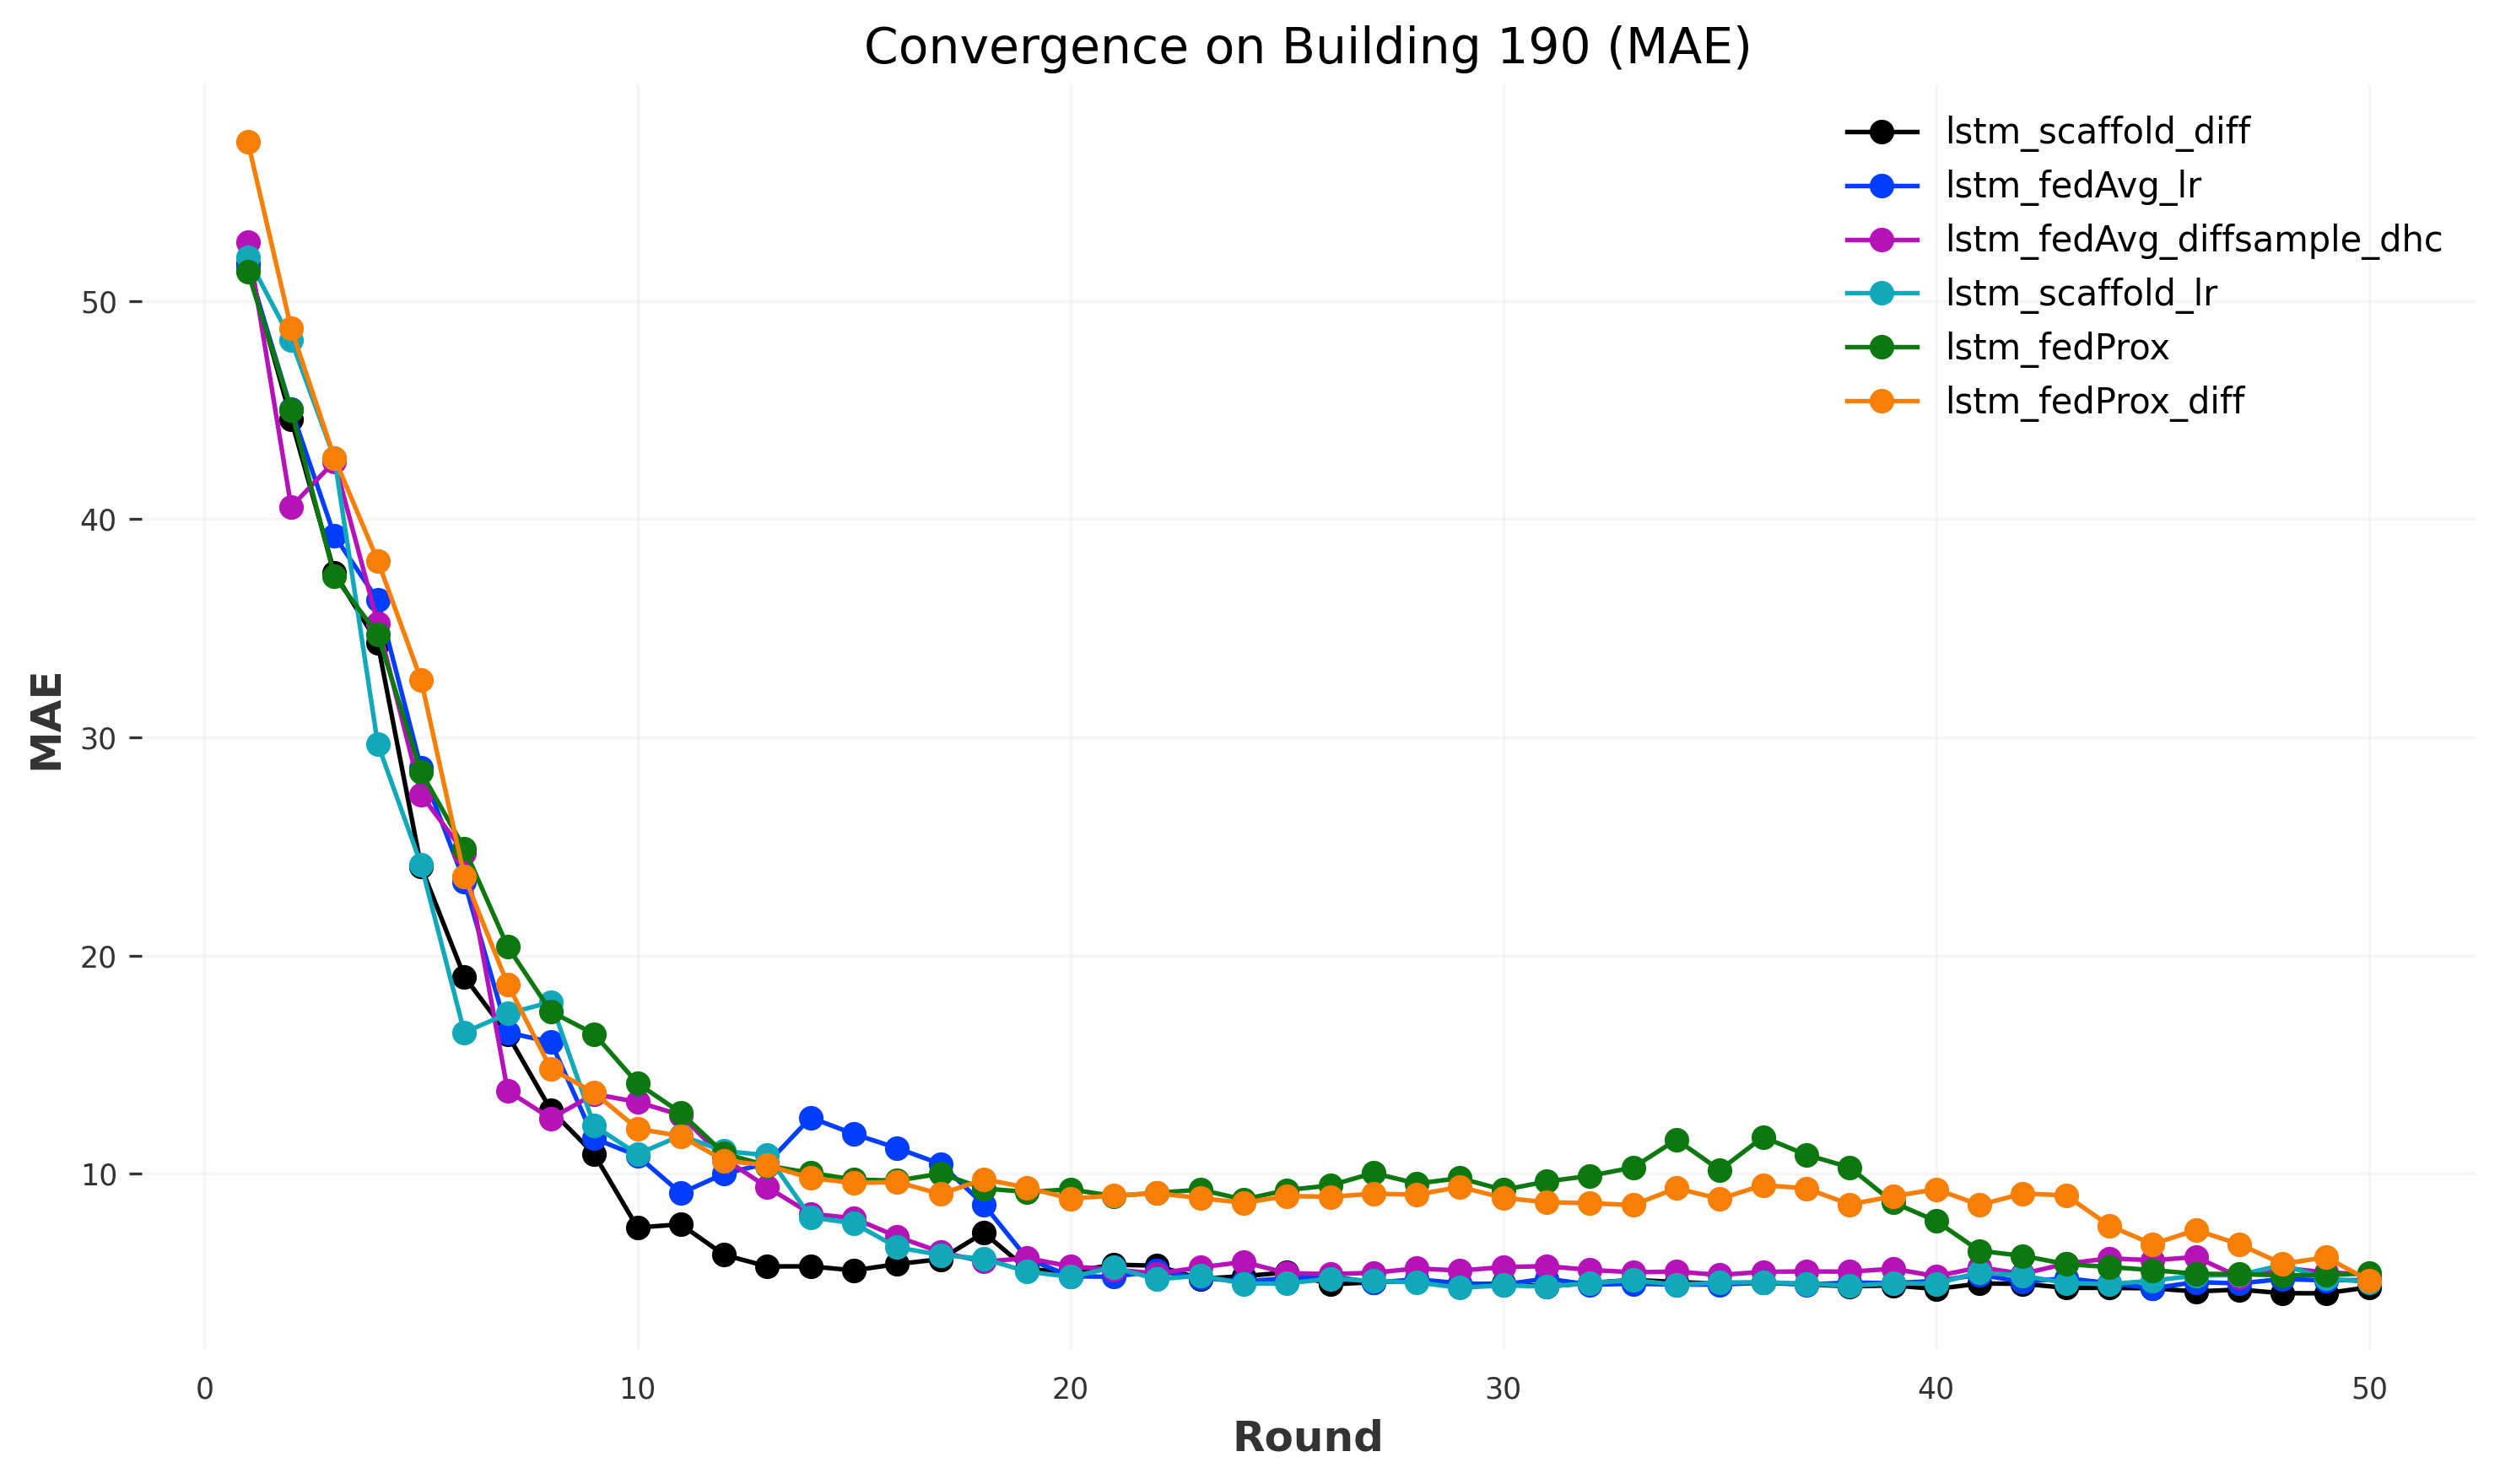 Convergence on Building 190 (MAE)
lstm_scaffold_diff
lstm_fedAvg_lr
lstm_fedAvg_diffsample_dhc
lstm_scaffold_lr
lstm_fedProx
lstm_fedProx_diff
MAE
50
40
30
20
10
0 10 20 30 40 50
Round